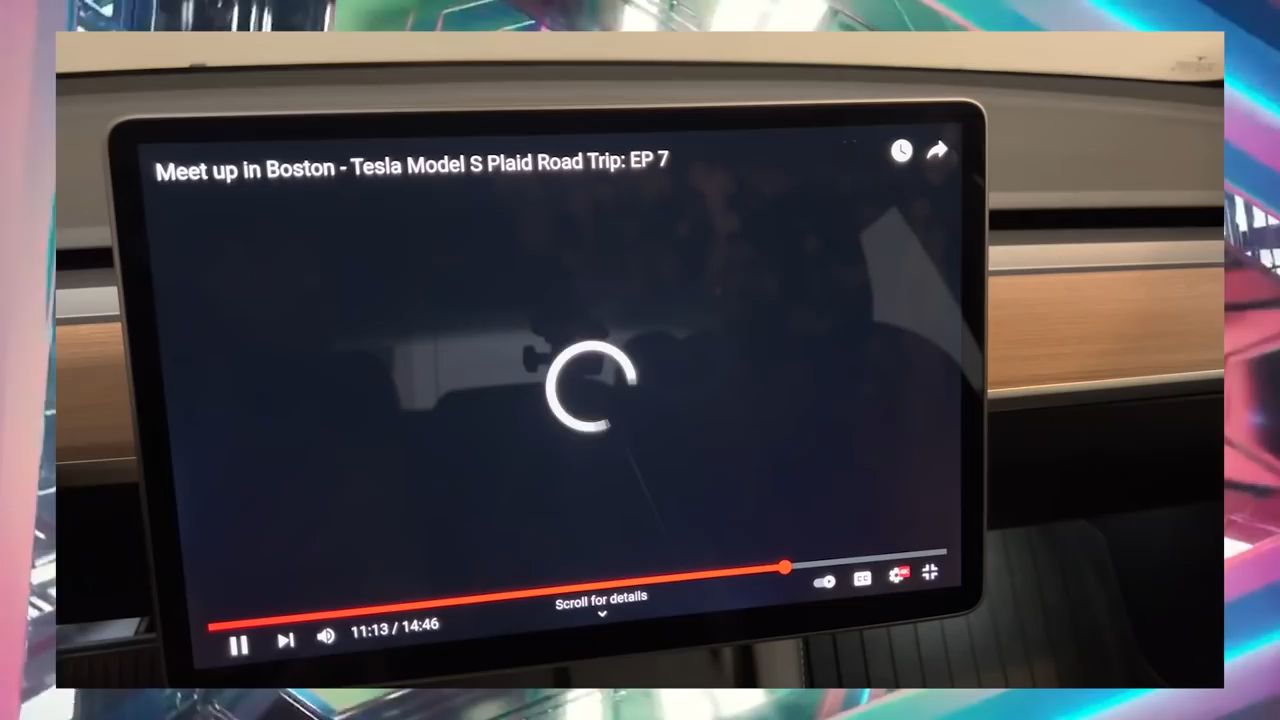 Meet up in Boston - Tesla Model S Plaid Road Trip: EP 7
Scroll for details
11:13 / 14:46
CC
4K